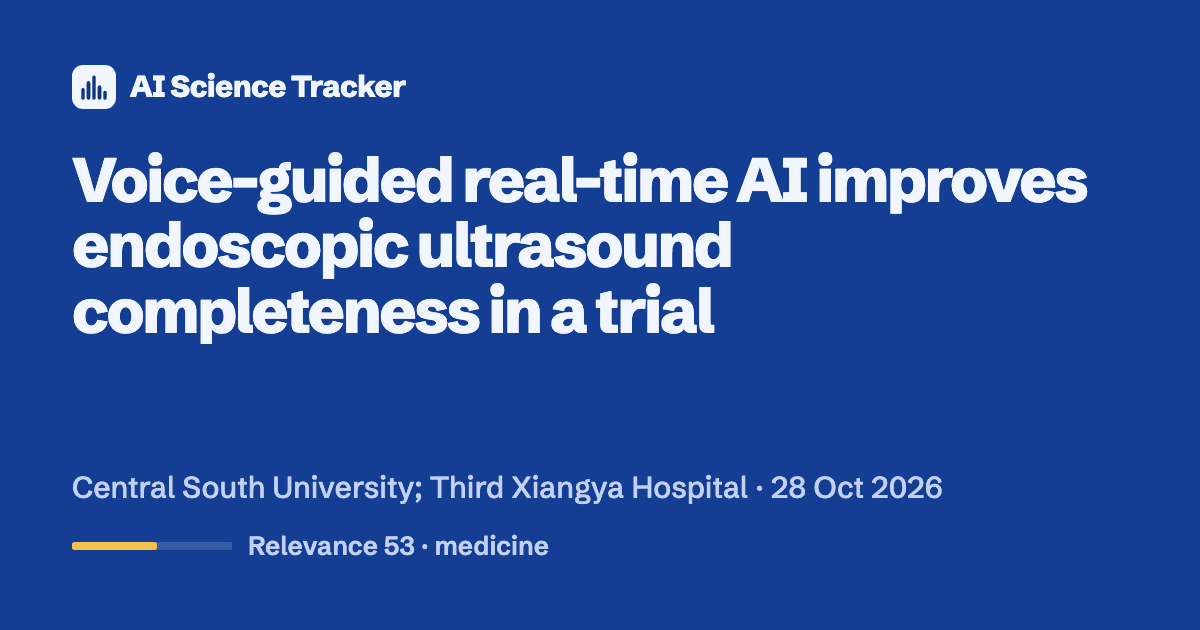 AI Science Tracker
Voice-guided real-time AI improves
endoscopic ultrasound
completeness in a trial
Central South University; Third Xiangya Hospital · 28 Oct 2026
Relevance 53 · medicine